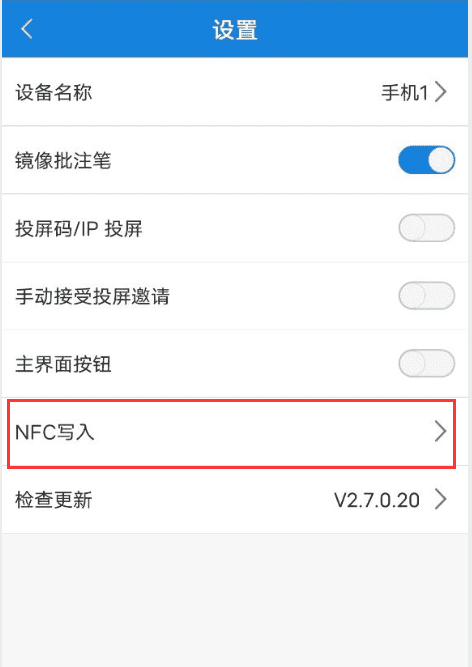 设置
设备名称 手机1
镜像批注笔
投屏码/IP 投屏
手动接受投屏邀请
主界面按钮
NFC写入
检查更新 V2.7.0.20